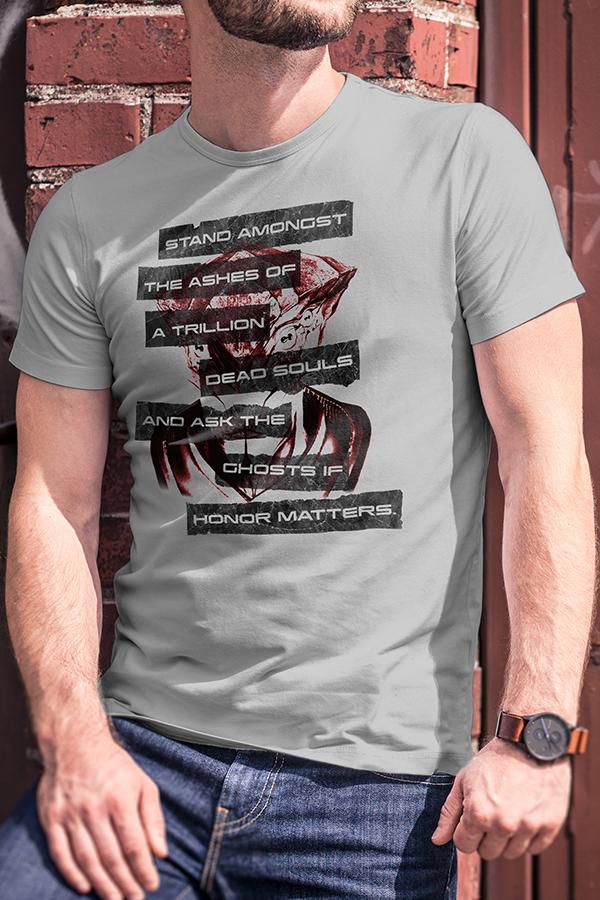 STAND AMONGST
THE ASHES OF
A TRILLION
DEAD SOULS
AND ASK THE
GHOSTS IF
HONOR MATTERS.